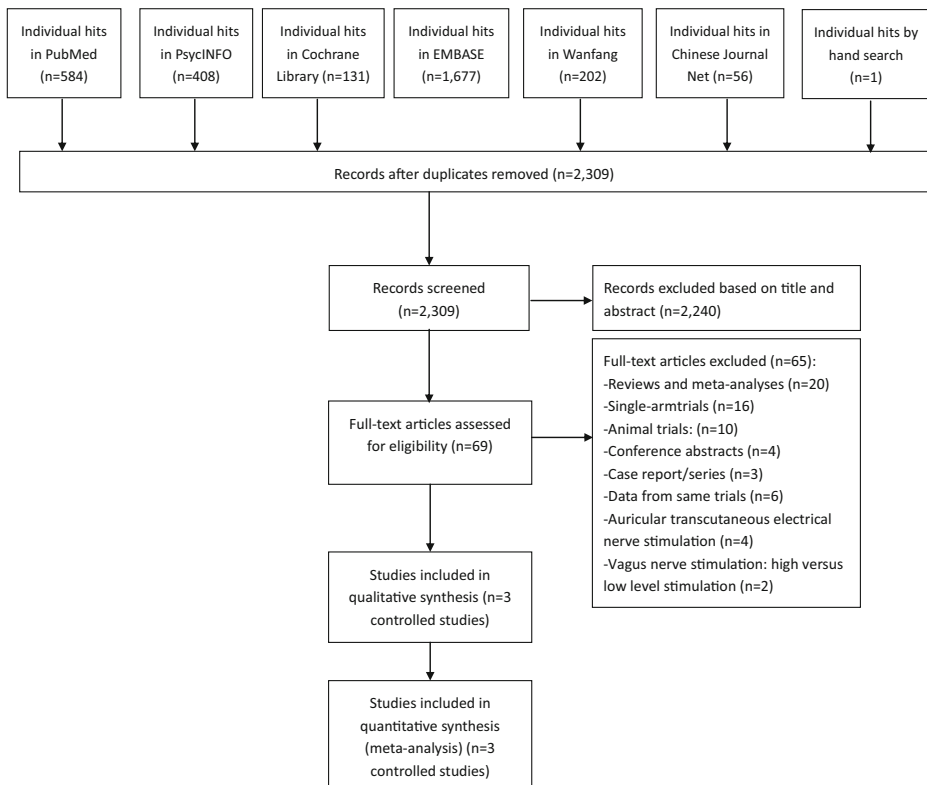 Individual hits
in PubMed
(n=584)
Individual hits
in PsycINFO
(n=408)
Individual hits
in Cochrane
Library (n=131)
Individual hits
in EMBASE
(n=1,677)
Individual hits
in Wanfang
(n=202)
Individual hits in
Chinese Journal
Net (n=56)
Individual hits by
hand search
(n=1)
Records after duplicates removed (n=2,309)
Records screened
(n=2,309)
Records excluded based on title and
abstract (n=2,240)
Full-text articles assessed
for eligibility (n=69)
Full-text articles excluded (n=65):
-Reviews and meta-analyses (n=20)
-Single-armtrials (n=16)
-Animal trials: (n=10)
-Conference abstracts (n=4)
-Case report/series (n=3)
-Data from same trials (n=6)
-Auricular transcutaneous electrical
nerve stimulation (n=4)
-Vagus nerve stimulation: high versus
low level stimulation (n=2)
Studies included in
qualitative synthesis (n=3
controlled studies)
Studies included in
quantitative synthesis
(meta-analysis) (n=3
controlled studies)